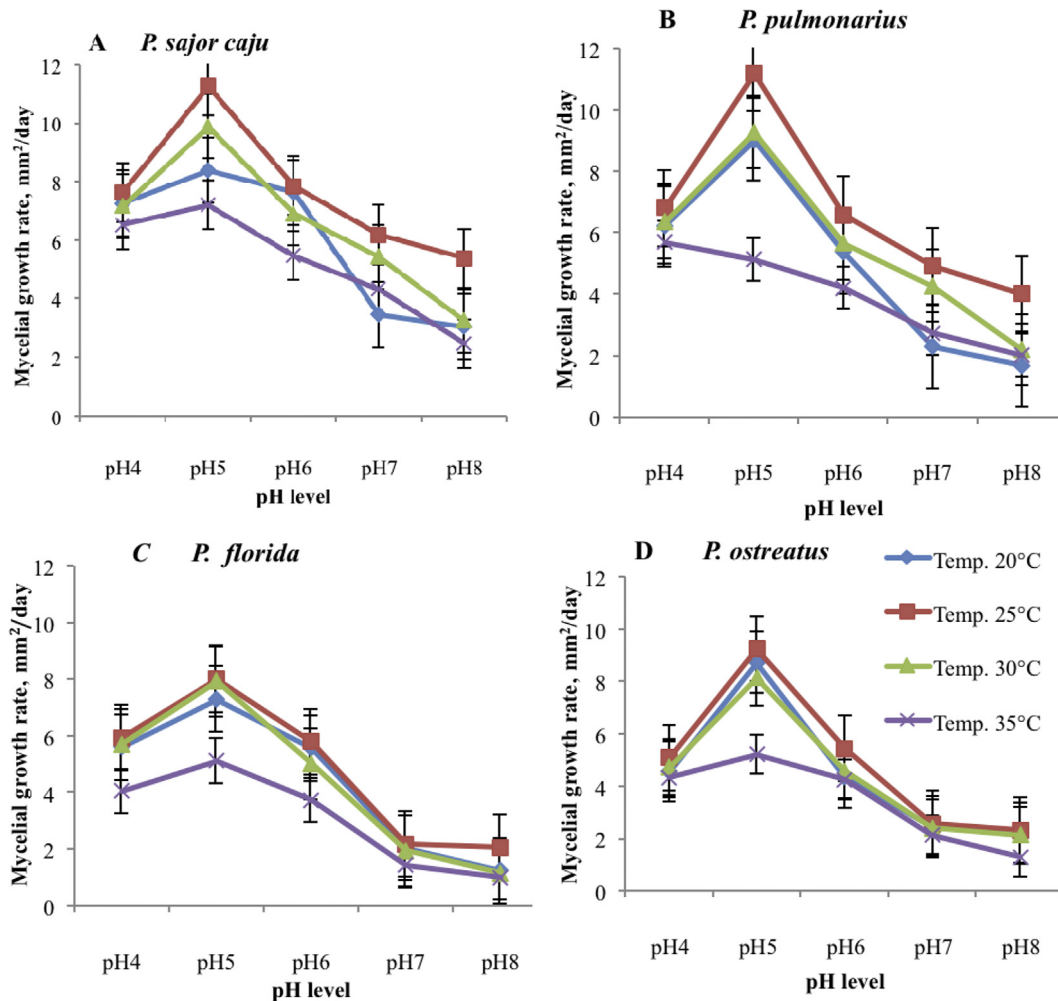 A P. sajor caju
Mycelial growth rate, mm²/day
12
10
8
6
4
2
0
pH4 pH5 pH6 pH7 pH8
pH level
B P. pulmonarius
Mycelial growth rate, mm²/day
12
10
8
6
4
2
0
pH4 pH5 pH6 pH7 pH8
pH level
C P. florida
Mycelial growth rate, mm²/day
12
10
8
6
4
2
0
pH4 pH5 pH6 pH7 pH8
pH level
D P. ostreatus
Mycelial growth rate, mm²/day
12
10
8
6
4
2
0
pH4 pH5 pH6 pH7 pH8
pH level
Temp. 20°C
Temp. 25°C
Temp. 30°C
Temp. 35°C